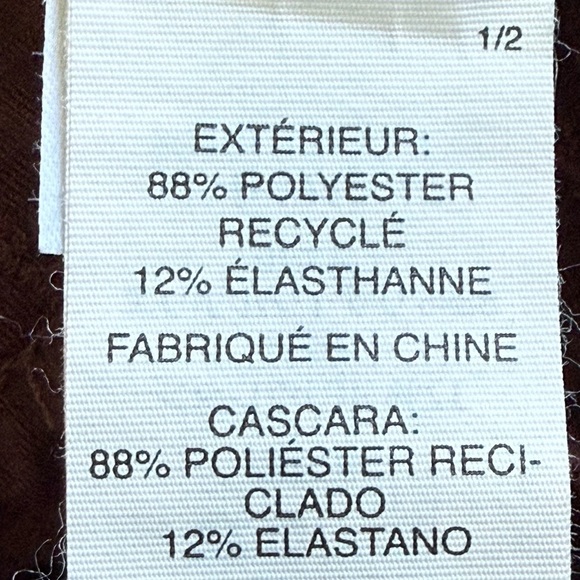 1/2
EXTÉRIEUR:
88% POLYESTER
RECYCLÉ
12% ÉLASTHANNE
FABRIQUÉ EN CHINE
CASCARA:
88% POLIÉSTER RECI-
CLADO
12% ELASTANO